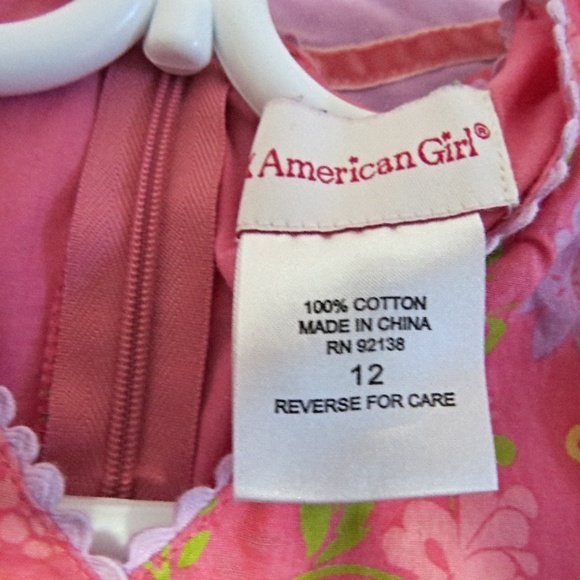 American Girl®
100% COTTON
MADE IN CHINA
RN 92138
12
REVERSE FOR CARE